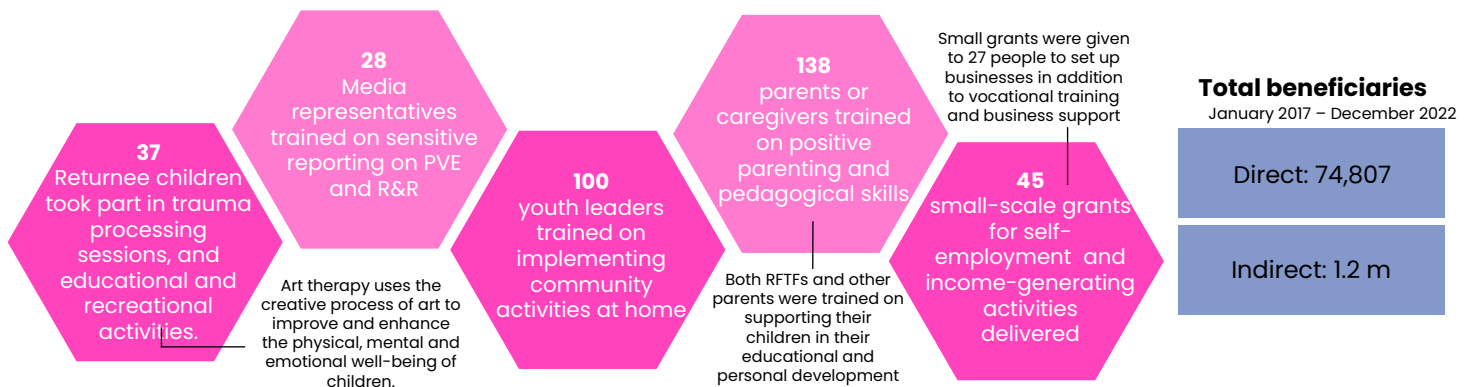 37
Returnee children
took part in trauma
processing
sessions, and
educational and
recreational
activities.
Art therapy uses the
creative process of art to
improve and enhance
the physical, mental and
emotional well-being of
children.
28
Media
representatives
trained on sensitive
reporting on PVE
and R&R
100
youth leaders
trained on
implementing
community
activities at home
138
parents or
caregivers trained
on positive
parenting and
pedagogical skills
Both RFTFs and other
parents were trained on
supporting their
children in their
educational and
personal development
Small grants were given
to 27 people to set up
businesses in addition
to vocational training
and business support
45
small-scale grants
for self-
employment and
income-generating
activities
delivered
Total beneficiaries
January 2017 – December 2022
Direct: 74,807
Indirect: 1.2 m